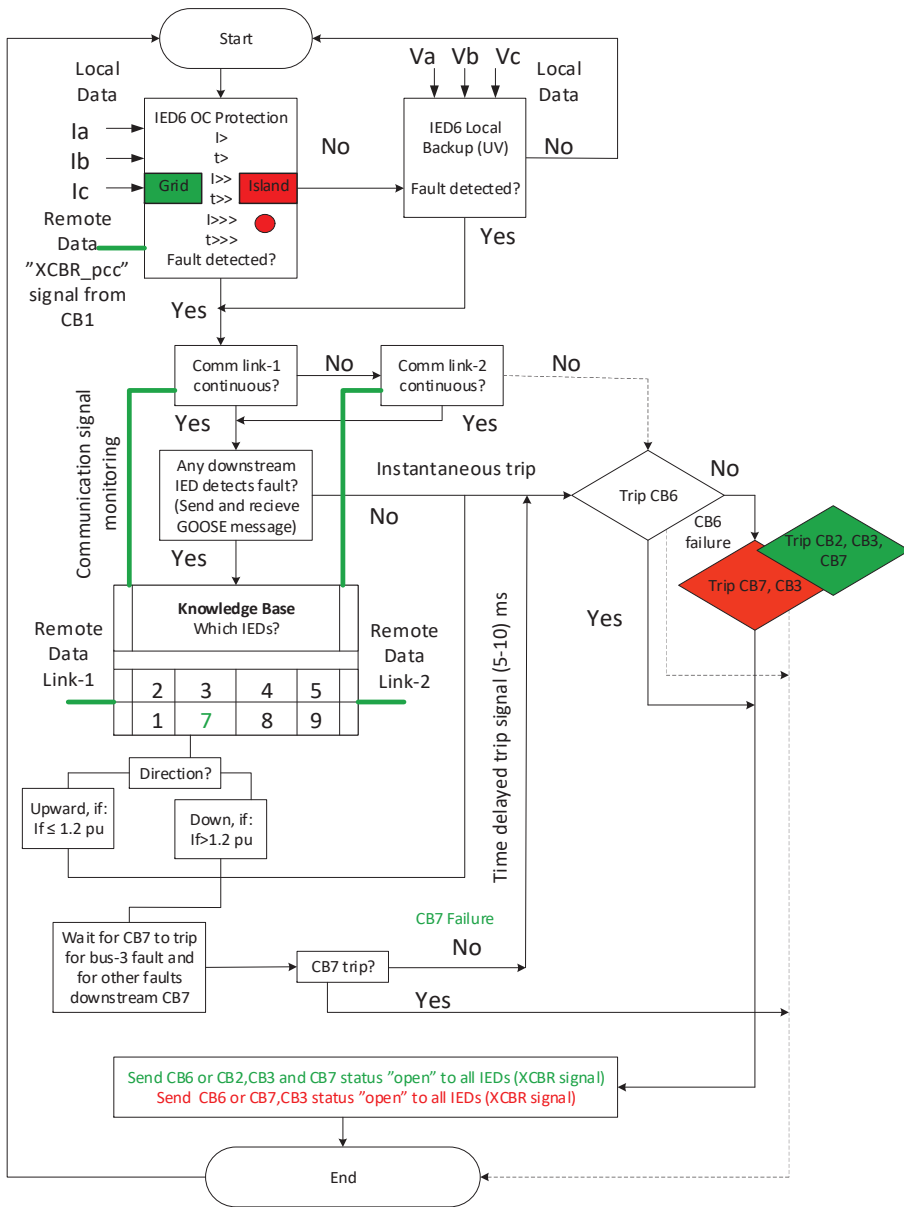 Start
Local
Data
Ia
Ib
Ic
Remote
Data
”XCBR_pcc”
signal from
CB1
IED6 OC Protection
I>
t>
I>>
t>>
I>>>
t>>>
Grid
Island
Fault detected?
No
Va
Vb
Vc
Local
Data
IED6 Local
Backup (UV)
Fault detected?
No
Yes
Yes
Comm link-1
continuous?
No
Comm link-2
continuous?
No
Yes
Yes
Communication signal
monitoring
Any downstream
IED detects fault?
(Send and recieve
GOOSE message)
Instantaneous trip
No
Yes
Trip CB6
No
CB6
failure
Yes
Trip CB2, CB3,
CB7
Trip CB7, CB3
Knowledge Base
Which IEDs?
Remote
Data
Link-1
Remote
Data
Link-2
2 3 4 5
1 7 8 9
Direction?
Upward, if:
If ≤ 1.2 pu
Down, if:
If>1.2 pu
Time delayed trip signal (5-10) ms
Wait for CB7 to trip
for bus-3 fault and
for other faults
downstream CB7
CB7 trip?
CB7 Failure
No
Yes
Send CB6 or CB2,CB3 and CB7 status ”open” to all IEDs (XCBR signal)
Send CB6 or CB7,CB3 status ”open” to all IEDs (XCBR signal)
End